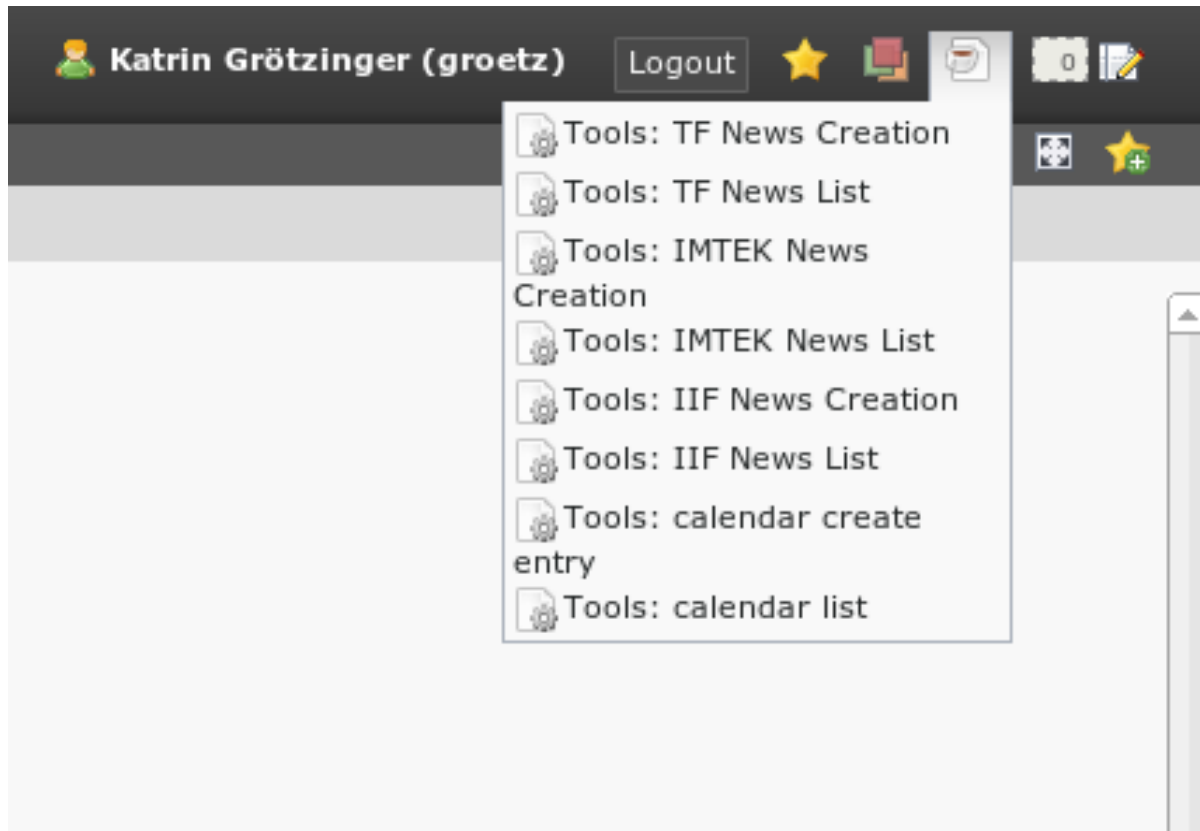 Katrin Grötzinger (groetz)
Logout
0
Tools: TF News Creation
Tools: TF News List
Tools: IMTEK News
Creation
Tools: IMTEK News List
Tools: IIF News Creation
Tools: IIF News List
Tools: calendar create
entry
Tools: calendar list